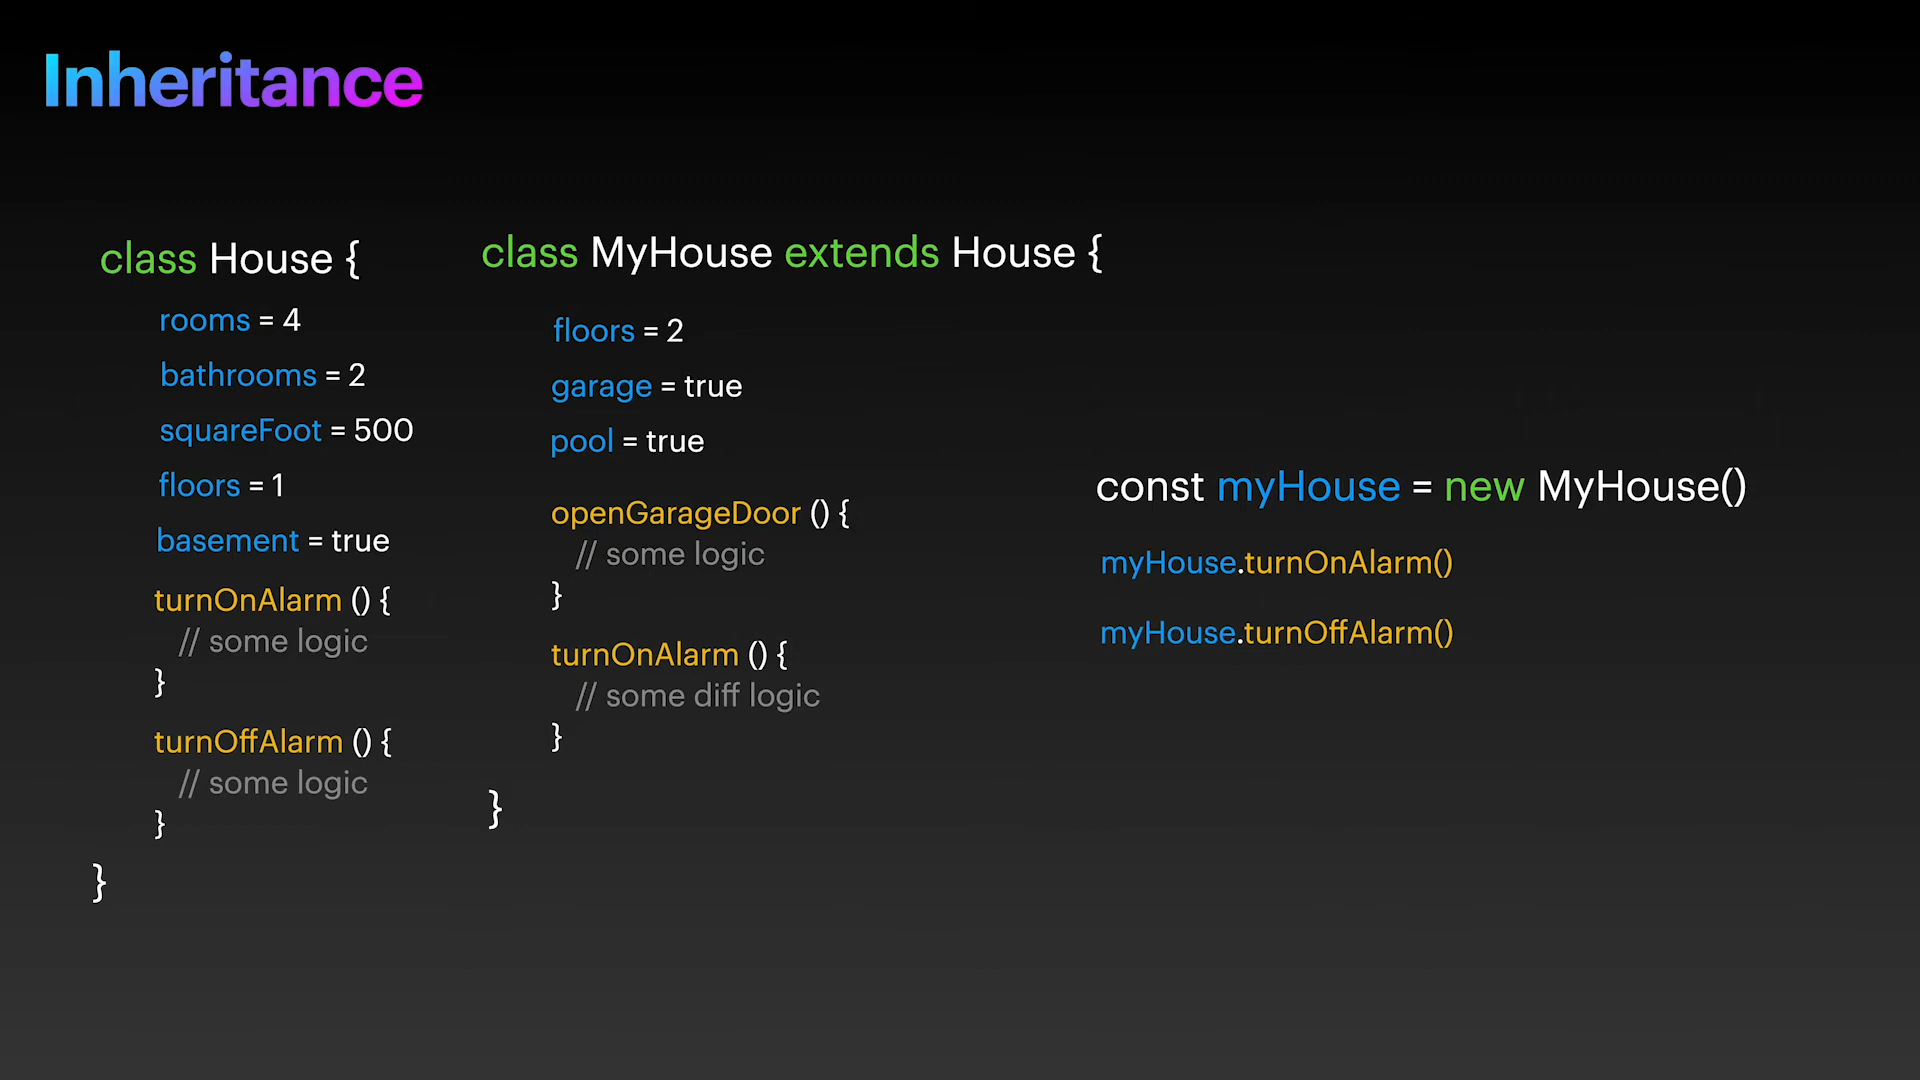 Inheritance
class House {
rooms = 4
bathrooms = 2
squareFoot = 500
floors = 1
basement = true
turnOnAlarm () {
// some logic
}
turnOffAlarm () {
// some logic
}
}
class MyHouse extends House {
floors = 2
garage = true
pool = true
openGarageDoor () {
// some logic
}
turnOnAlarm () {
// some diff logic
}
}
const myHouse = new MyHouse()
myHouse.turnOnAlarm()
myHouse.turnOffAlarm()